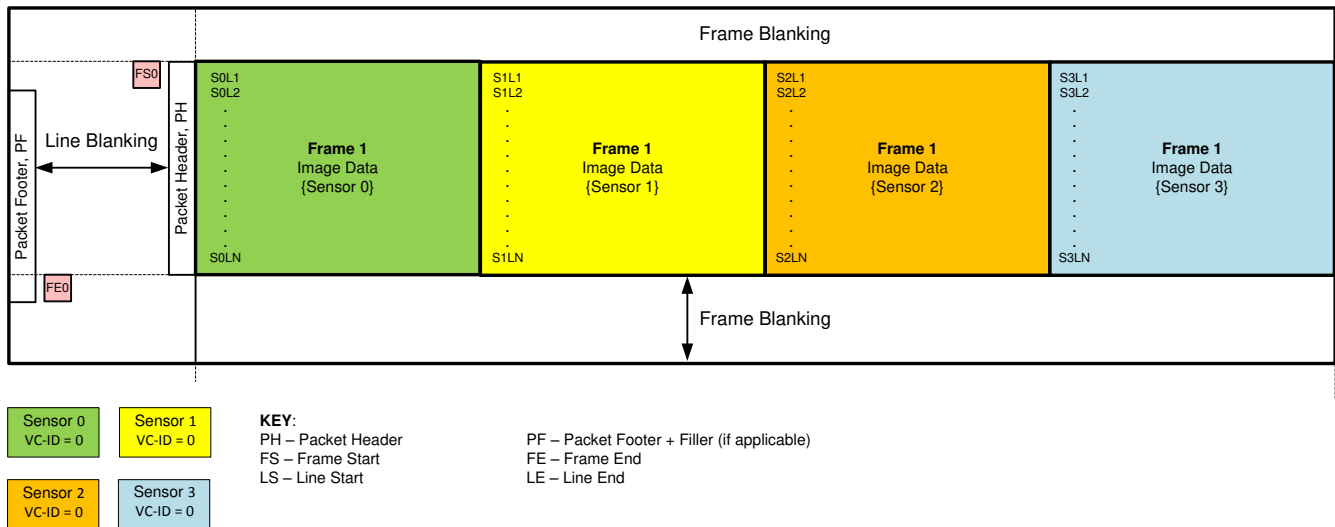 Frame Blanking
FS0
Packet Footer, PF
Line Blanking
Packet Header, PH
FE0
S0L1
S0L2
.
.
.
.
.
.
.
.
.
.
S0LN
Frame 1
Image Data
{Sensor 0}
S1L1
S1L2
.
.
.
.
.
.
.
.
.
.
S1LN
Frame 1
Image Data
{Sensor 1}
S2L1
S2L2
.
.
.
.
.
.
.
.
.
.
S2LN
Frame 1
Image Data
{Sensor 2}
S3L1
S3L2
.
.
.
.
.
.
.
.
.
.
S3LN
Frame 1
Image Data
{Sensor 3}
Frame Blanking
Sensor 0
VC-ID = 0
Sensor 1
VC-ID = 0
Sensor 2
VC-ID = 0
Sensor 3
VC-ID = 0
KEY:
PH – Packet Header
FS – Frame Start
LS – Line Start
PF – Packet Footer + Filler (if applicable)
FE – Frame End
LE – Line End